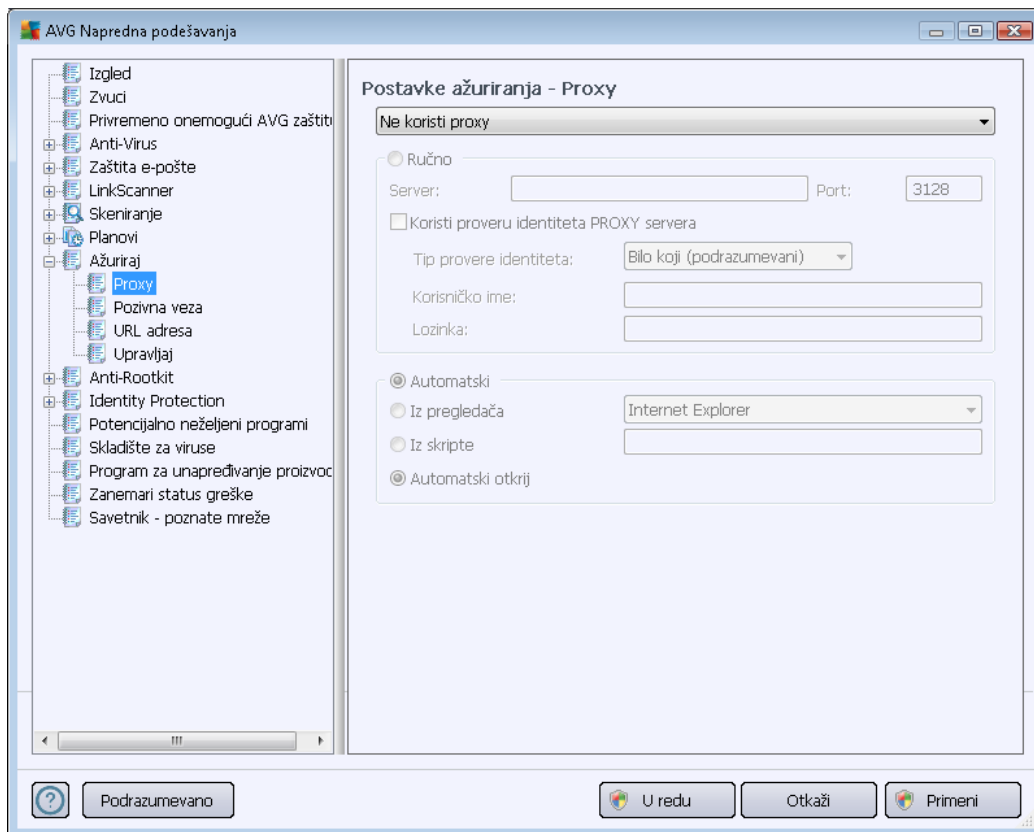 AVG Napredna podešavanja
Izgled
Zvuci
Privremeno onemogući AVG zaštitu
Anti-Virus
Zaštita e-pošte
LinkScanner
Skeniranje
Planovi
Ažuriraj
Proxy
Pozivna veza
URL adresa
Upravljaj
Anti-Rootkit
Identity Protection
Potencijalno neželjeni programi
Skladište za viruse
Program za unapređivanje proizvod
Zanemari status greške
Savetnik - poznate mreže
Postavke ažuriranja - Proxy
Ne koristi proxy
Ručno
Server: Port: 3128
Koristi proveru identiteta PROXY servera
Tip provere identiteta: Bilo koji (podrazumevani)
Korisničko ime:
Lozinka:
Automatski
Iz pregledača Internet Explorer
Iz skripte
Automatski otkrij
? Podrazumevano U redu Otkaži Primeni